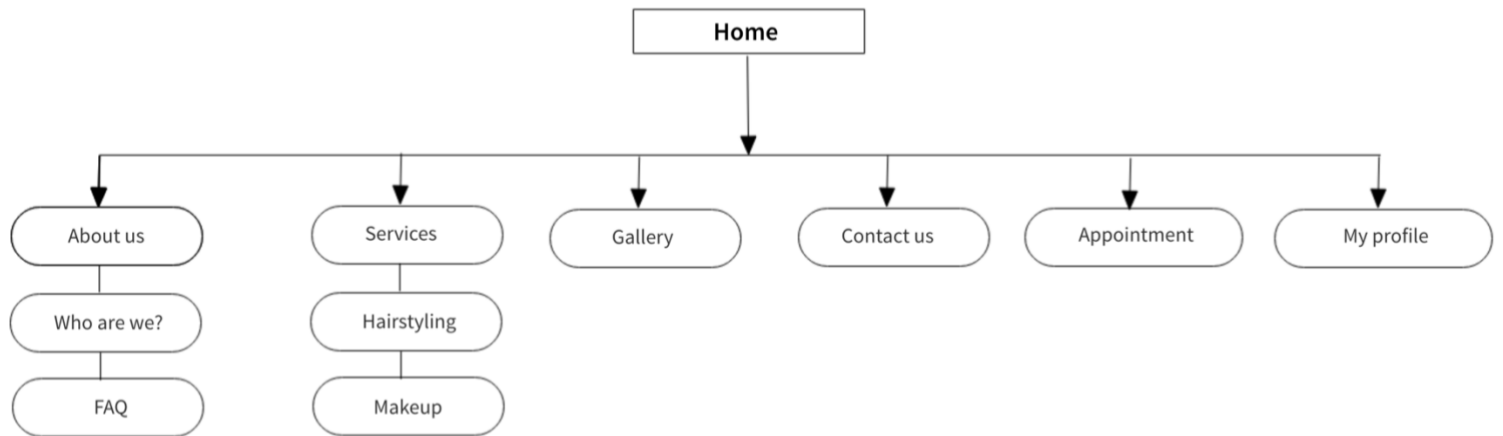 Home
About us
Services
Gallery
Contact us
Appointment
My profile
Who are we?
Hairstyling
FAQ
Makeup